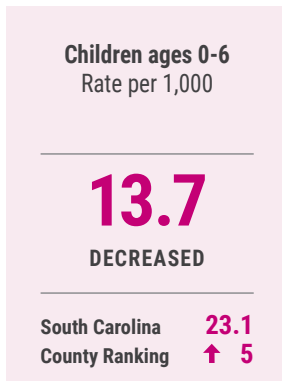 Children ages 0-6
Rate per 1,000
13.7
DECREASED
South Carolina 23.1
County Ranking ↑ 5